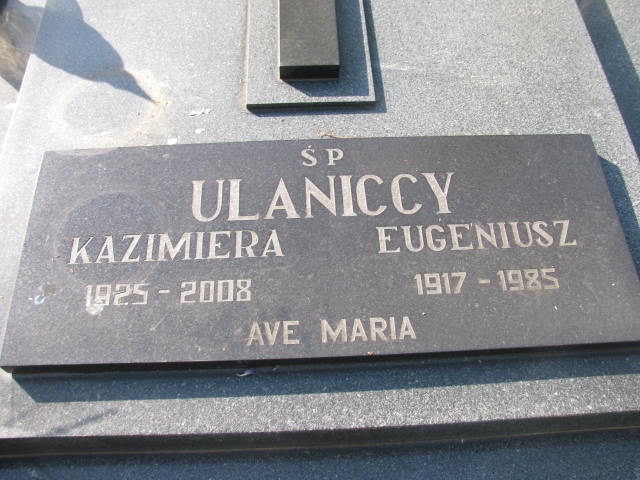 ŚP
ULANICCY
KAZIMIERA EUGENIUSZ
1925 - 2008 1917 - 1985
AVE MARIA